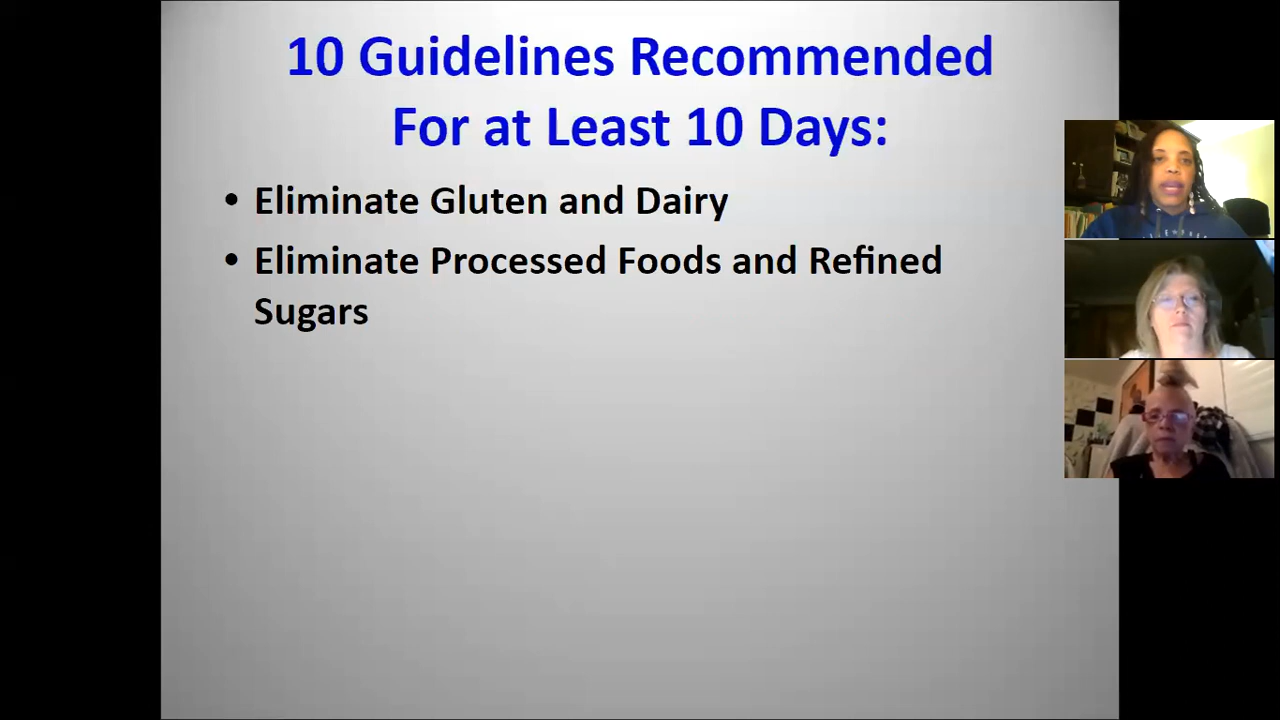 10 Guidelines Recommended
For at Least 10 Days:
• Eliminate Gluten and Dairy
• Eliminate Processed Foods and Refined
Sugars